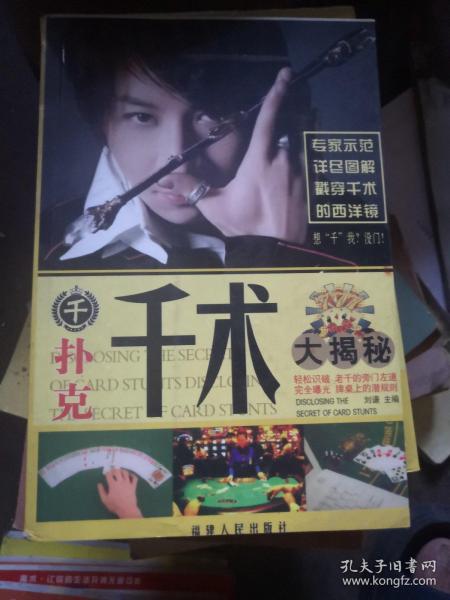 专家示范
详尽图解
戳穿千术
的西洋镜
想“千”我？没门！
千
扑克
千术
大揭秘
DISCLOSING THE SECRET
OF CARD STUNTS DISCLOSING
THE SECRET OF CARD STUNTS
轻松识破 老千的旁门左道
完全曝光 牌桌上的潜规则
DISCLOSING THE 刘谦 主编
SECRET OF CARD STUNTS
福建人民出版社
孔夫子旧书网
www.kongfz.com